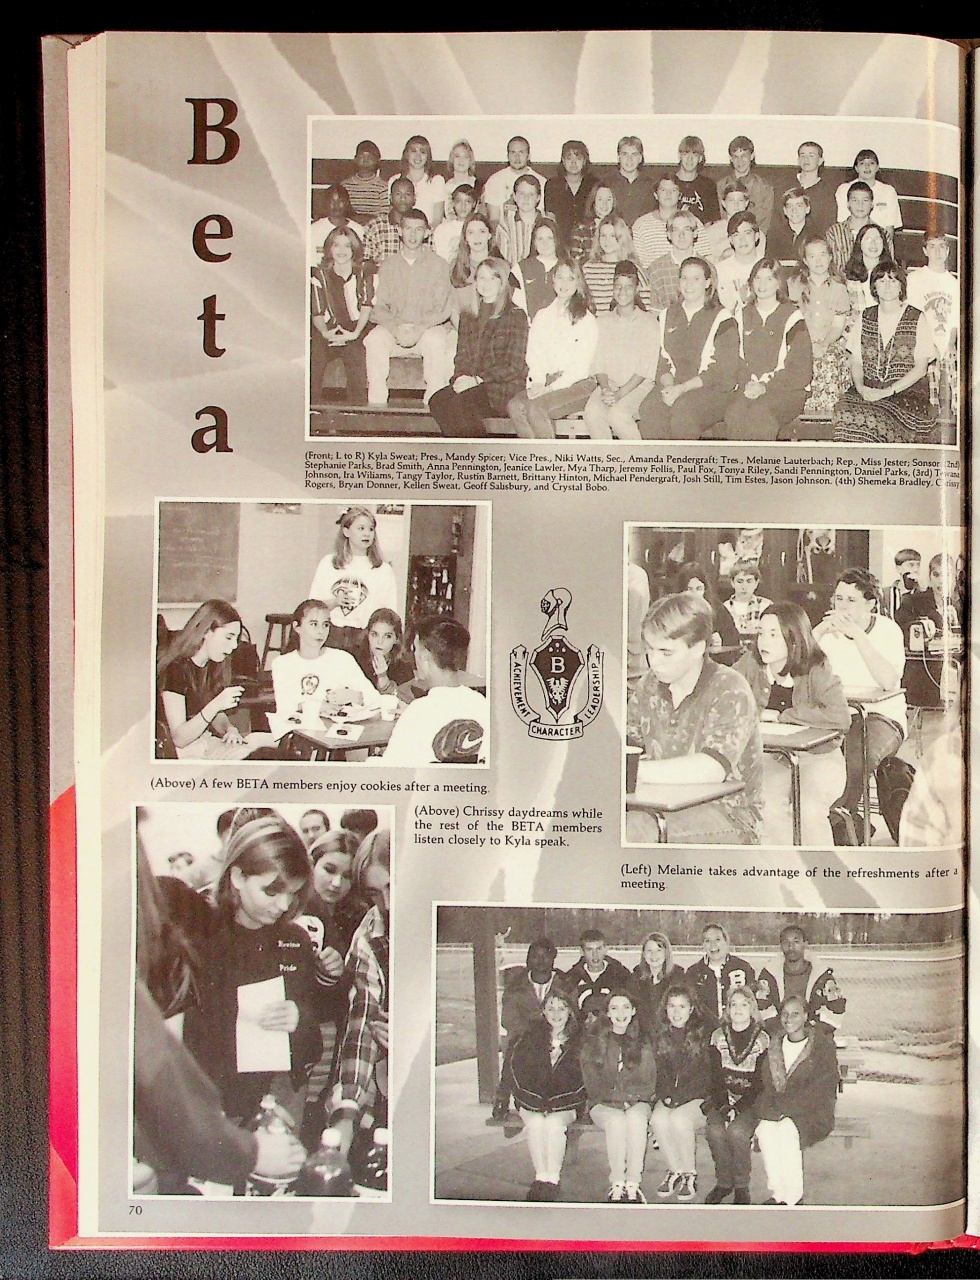 Beta
(Front; L to R) Kyla Sweat; Pres., Mandy Spicer; Vice Pres., Niki Watts, Sec., Amanda Pendergraft; Tres., Melanie Lauterbach; Rep., Miss Jester; Sonsor (2nd)
Stephanie Parks, Brad Smith, Anna Pennington, Jeanice Lawler, Mya Tharp, Jeremy Follis, Paul Fox, Tonya Riley, Sandi Pennington, Daniel Parks, (3rd)
Johnson, Ira Wiliams, Tangy Taylor, Rustin Barnett, Brittany Hinton, Michael Pendergraft, Josh Still, Tim Estes, Jason Johnson. (4th) Shemeka Bradley, Chrissy
Rogers, Bryan Donner, Kellen Sweat, Geoff Salisbury, and Crystal Bobo.
B
ACHIEVEMENT
LEADERSHIP
CHARACTER
(Above) A few BETA members enjoy cookies after a meeting.
(Above) Chrissy daydreams while
the rest of the BETA members
listen closely to Kyla speak.
(Left) Melanie takes advantage of the refreshments after a
meeting.
Pride
70